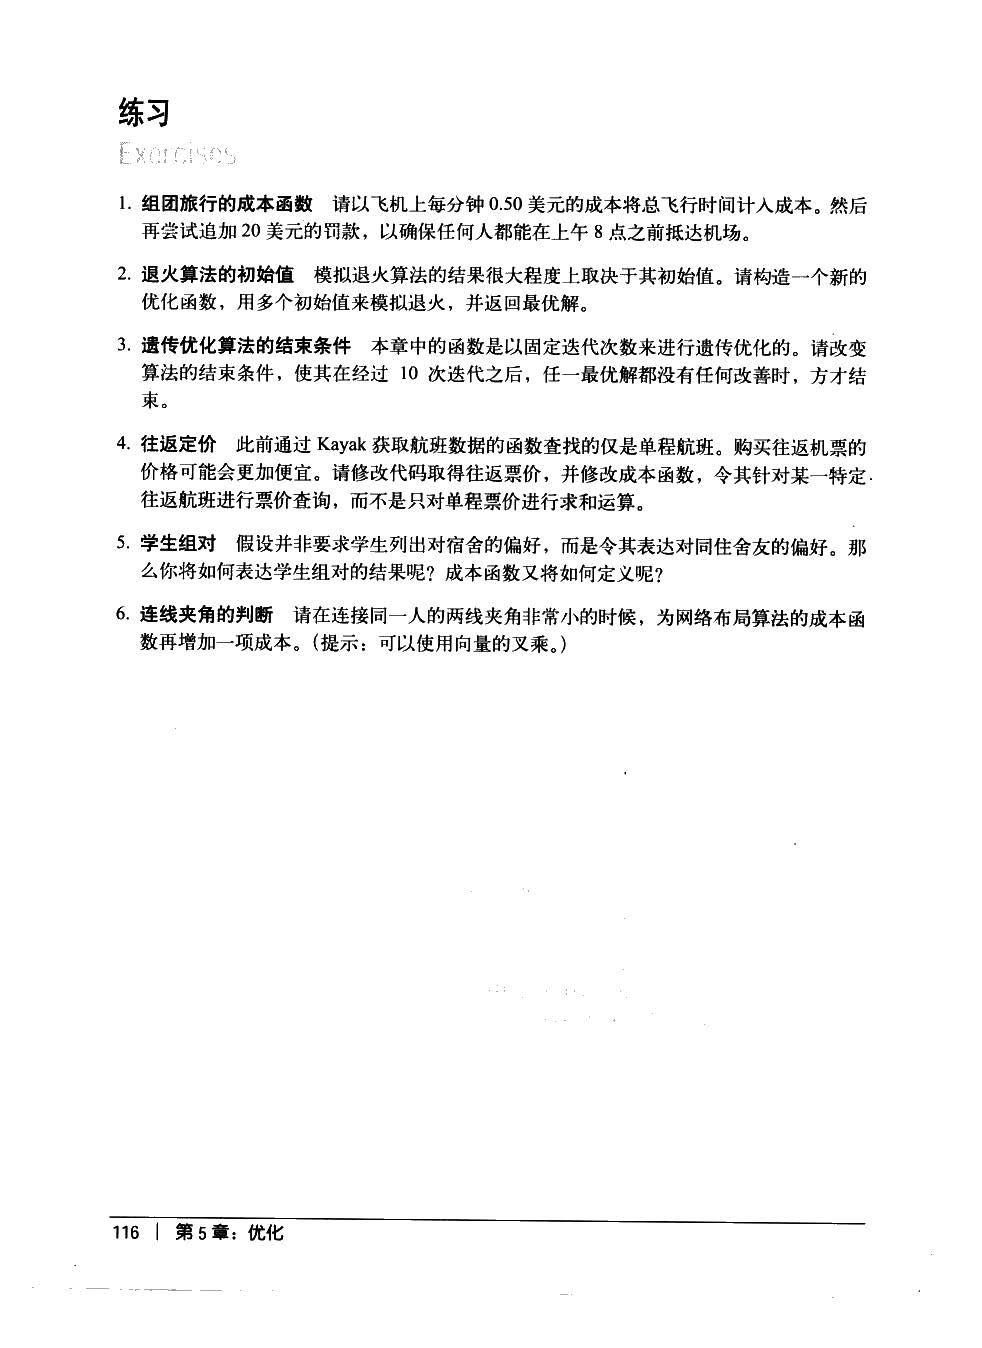 练习
Exercises
1. 组团旅行的成本函数 请以飞机上每分钟 0.50 美元的成本将总飞行时间计入成本。然后
再尝试追加 20 美元的罚款，以确保任何人都能在上午 8 点之前抵达机场。
2. 退火算法的初始值 模拟退火算法的结果很大程度上取决于其初始值。请构造一个新的
优化函数，用多个初始值来模拟退火，并返回最优解。
3. 遗传优化算法的结束条件 本章中的函数是以固定迭代次数来进行遗传优化的。请改变
算法的结束条件，使其在经过 10 次迭代之后，任一最优解都没有任何改善时，方才结
束。
4. 往返定价 此前通过 Kayak 获取航班数据的函数查找的仅是单程航班。购买往返机票的
价格可能会更加便宜。请修改代码取得往返票价，并修改成本函数，令其针对某一特定
往返航班进行票价查询，而不是只对单程票价进行求和运算。
5. 学生组对 假设并非要求学生列出对宿舍的偏好，而是令其表达对同住舍友的偏好。那
么你将如何表达学生组对的结果呢？成本函数又将如何定义呢？
6. 连线夹角的判断 请在连接同一人的两线夹角非常小的时候，为网络布局算法的成本函
数再增加一项成本。（提示：可以使用向量的叉乘。）
116 | 第 5 章：优化